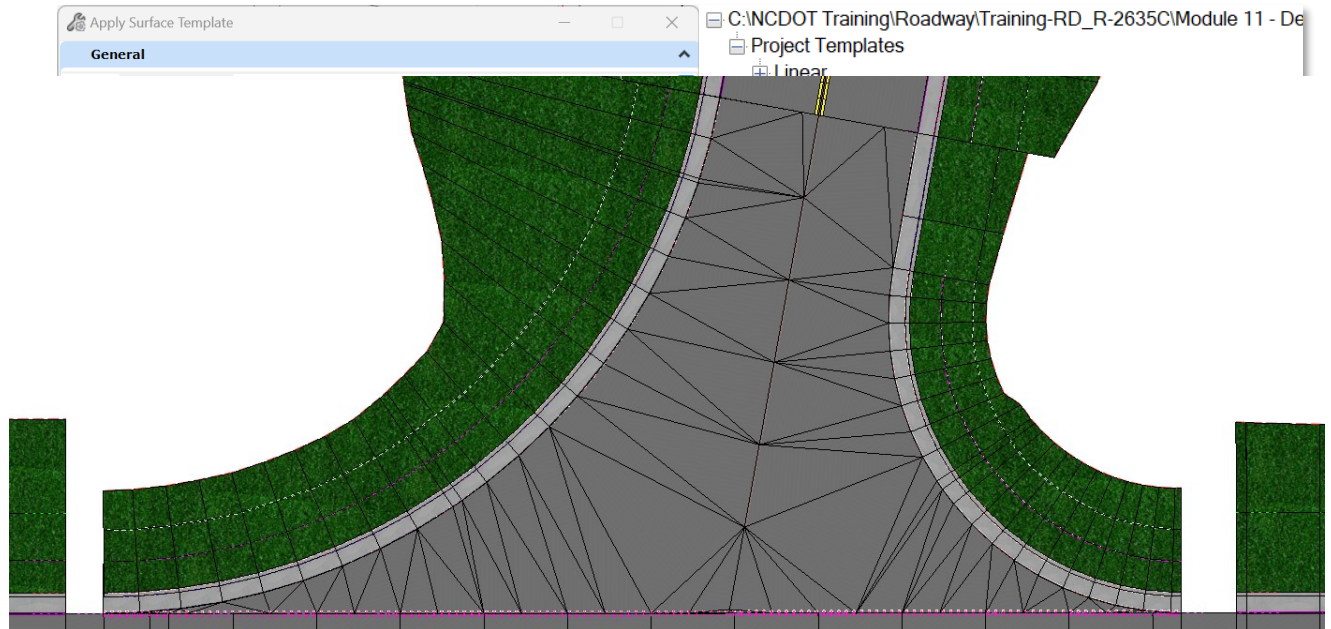 Apply Surface Template
C:\NCDOT Training\Roadway\Training-RD_R-2635C\Module 11 - De
General
Project Templates
Linear